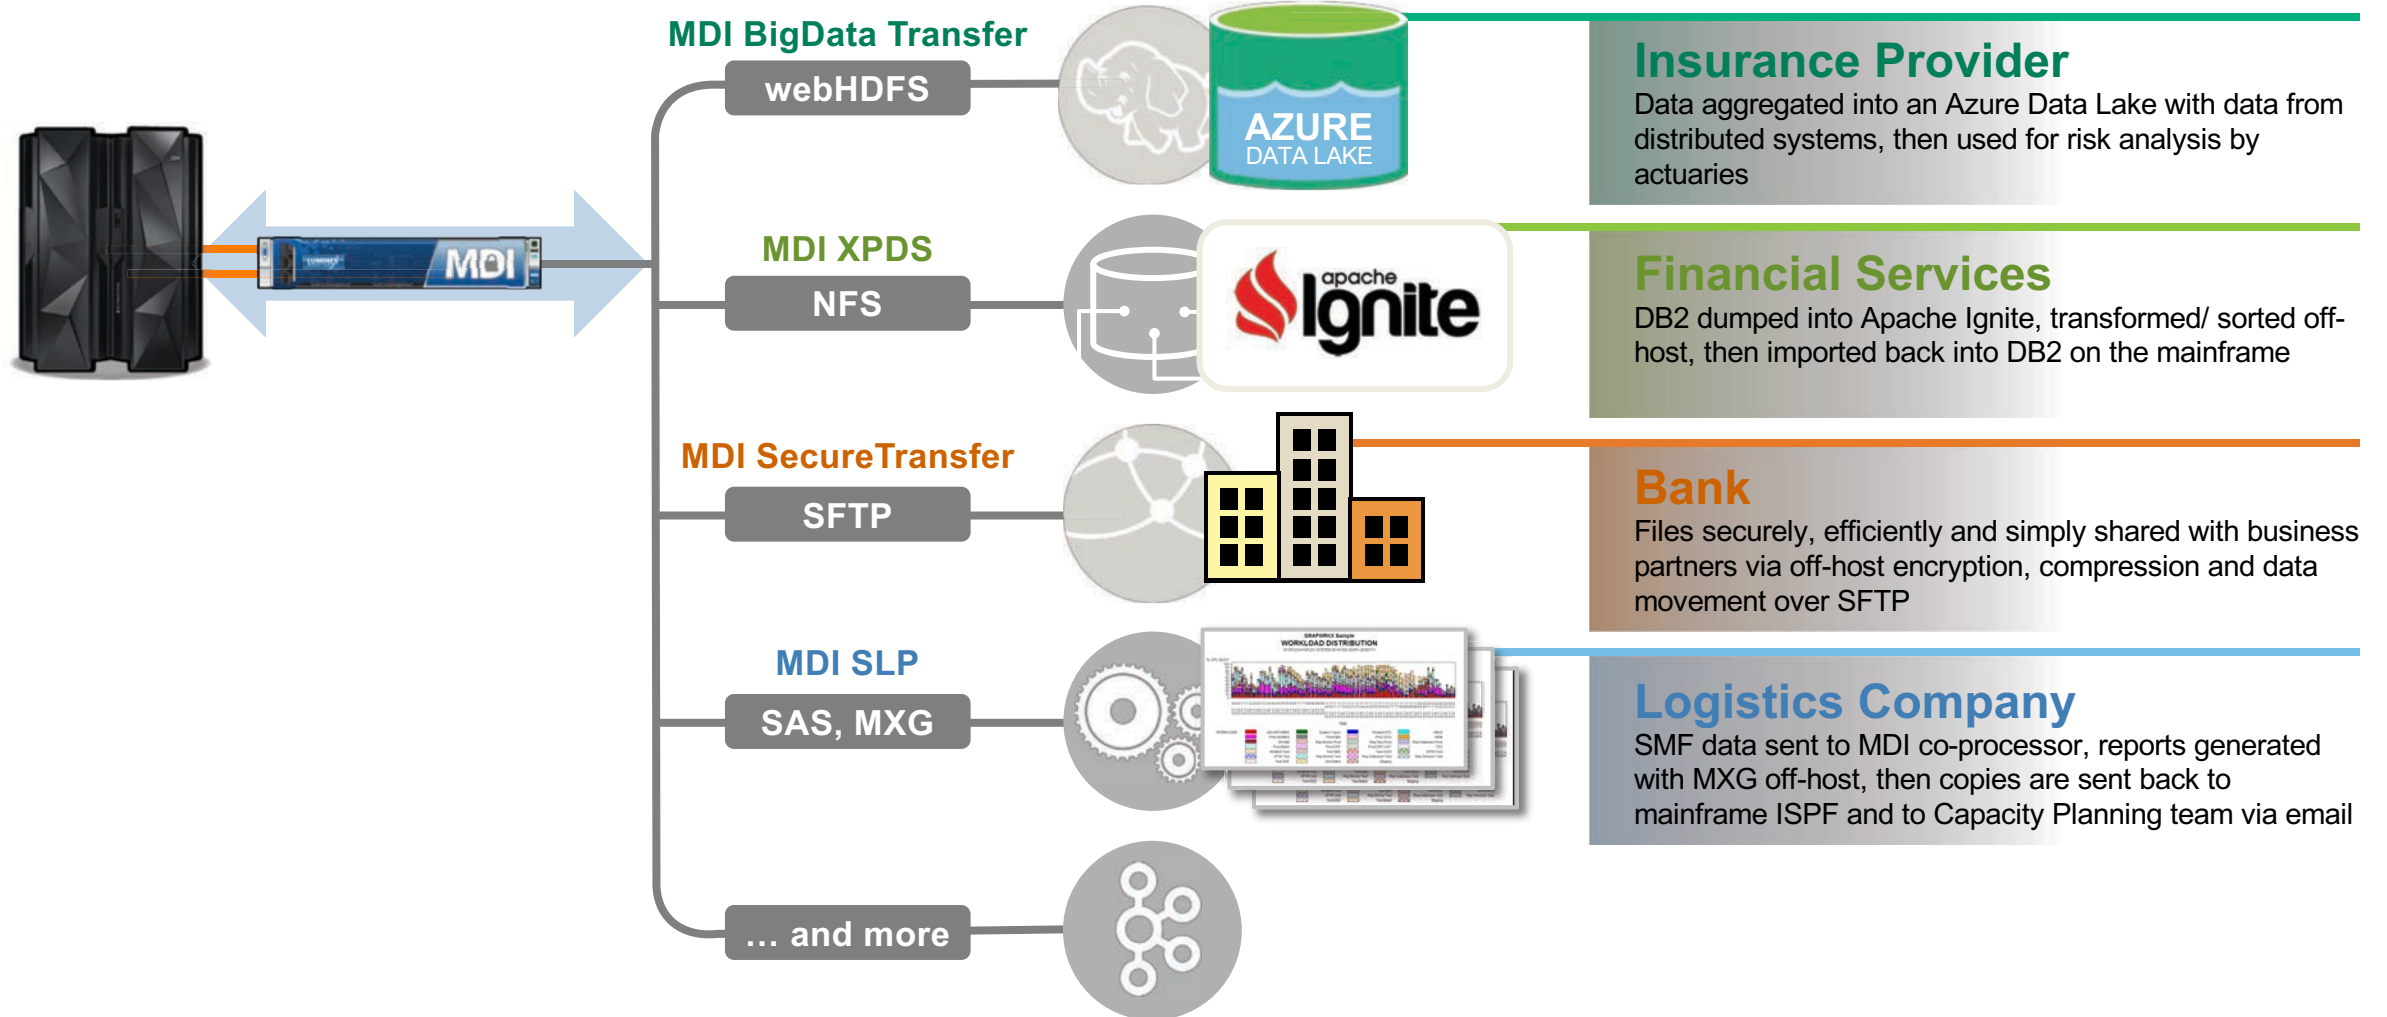 MDI BigData Transfer
webHDFS
AZURE
DATA LAKE
Insurance Provider
Data aggregated into an Azure Data Lake with data from
distributed systems, then used for risk analysis by
actuaries
LUMINEX
MDI
MDI XPDS
NFS
apache
Ignite
Financial Services
DB2 dumped into Apache Ignite, transformed/ sorted off-
host, then imported back into DB2 on the mainframe
MDI SecureTransfer
SFTP
Bank
Files securely, efficiently and simply shared with business
partners via off-host encryption, compression and data
movement over SFTP
MDI SLP
SAS, MXG
WORKLOAD DISTRIBUTION
Logistics Company
SMF data sent to MDI co-processor, reports generated
with MXG off-host, then copies are sent back to
mainframe ISPF and to Capacity Planning team via email
... and more